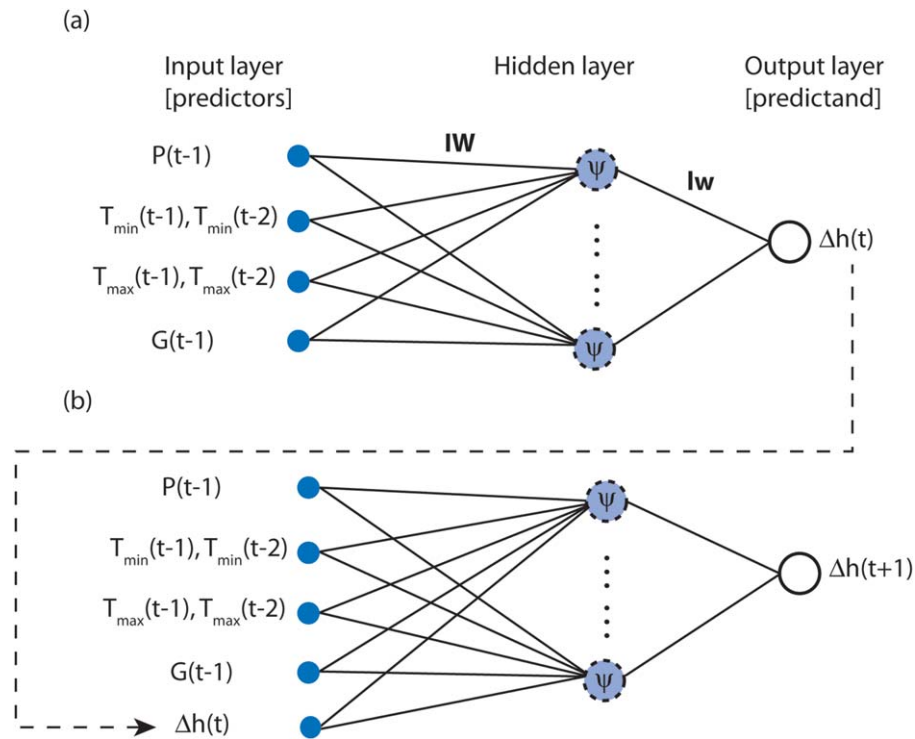 (a)
Input layer
[predictors]
Hidden layer
Output layer
[predictand]
P(t-1)
IW
ψ
lw
T_min(t-1), T_min(t-2)
Δh(t)
T_max(t-1), T_max(t-2)
G(t-1)
ψ
(b)
P(t-1)
ψ
T_min(t-1), T_min(t-2)
Δh(t+1)
T_max(t-1), T_max(t-2)
G(t-1)
ψ
Δh(t)